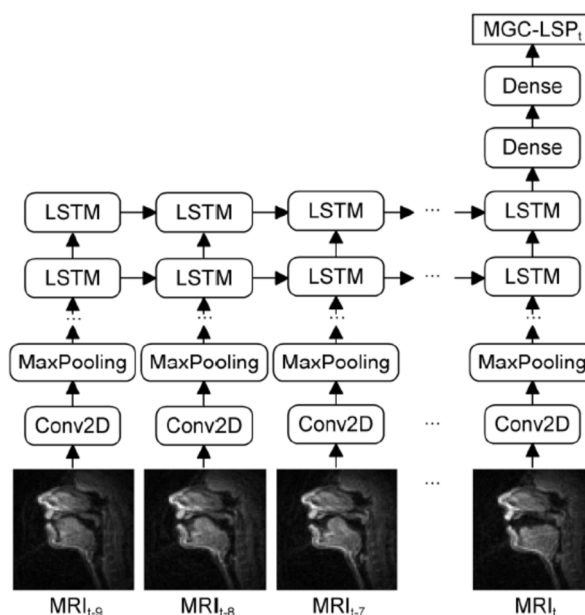 MGC-LSPt
Dense
Dense
LSTM LSTM LSTM ... LSTM
LSTM LSTM LSTM ... LSTM
... ... ... ...
MaxPooling MaxPooling MaxPooling MaxPooling
Conv2D Conv2D Conv2D ... Conv2D
...
MRIt-9 MRIt-8 MRIt-7 MRIt